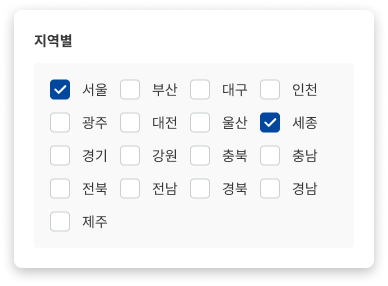 지역별
서울 부산 대구 인천
광주 대전 울산 세종
경기 강원 충북 충남
전북 전남 경북 경남
제주